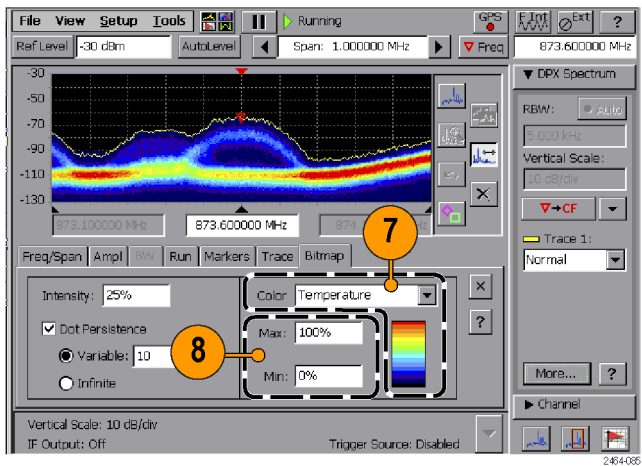 File View Setup Tools Running GPS F Int Ext ?
Ref Level -30 dBm AutoLevel Span: 1.000000 MHz Freq 873.600000 MHz
-30
-50
-70
-90
-110
-130
873.100000 MHz 873.600000 MHz 874.
DPX Spectrum
RBW: Auto
5.000 kHz
Vertical Scale:
10 dB/div
→CF
Trace 1:
Normal
More... ?
Channel
Freq/Span Ampl BW Run Markers Trace Bitmap
7
Intensity: 25%
Color Temperature
?
Dot Persistence
Max: 100%
Variable: 10
8
Min: 0%
Infinite
Vertical Scale: 10 dB/div
IF Output: Off Trigger Source: Disabled
2464-085